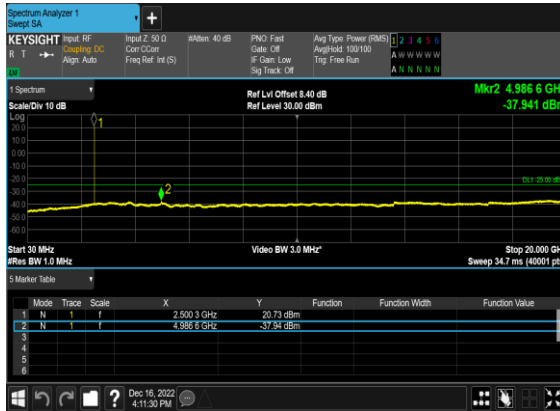 Spectrum Analyzer 1
Swept SA
+
KEYSIGHT Input: RF Input Z: 50 Ω #Atten: 40 dB PNO: Fast Avg Type: Power (RMS) 1 2 3 4 5 6
R T Coupling: DC Corr CCorr Gate: Off Avg|Hold: 100/100 A W W W W W
Align: Auto Freq Ref: Int (S) IF Gain: Low Trig: Free Run
LXI Sig Track: Off A N N N N N
1 Spectrum Ref Lvl Offset 8.40 dB Mkr2 4.986 6 GH
Scale/Div 10 dB Ref Level 30.00 dBm -37.941 dB
Log
20.0
10.0
0.00
-10.0
-20.0
-30.0
-40.0
-50.0
-60.0
1
2
DL1 -25.00 dB
Start 30 MHz Video BW 3.0 MHz* Stop 20.000 GH
#Res BW 1.0 MHz Sweep 34.7 ms (40001 pt
5 Marker Table
Mode Trace Scale X Y Function Function Width Function Value
1 N 1 f 2.500 3 GHz 20.73 dBm
2 N 1 f 4.986 6 GHz -37.94 dBm
3
4
5
6
? Dec 16, 2022
4:11:30 PM